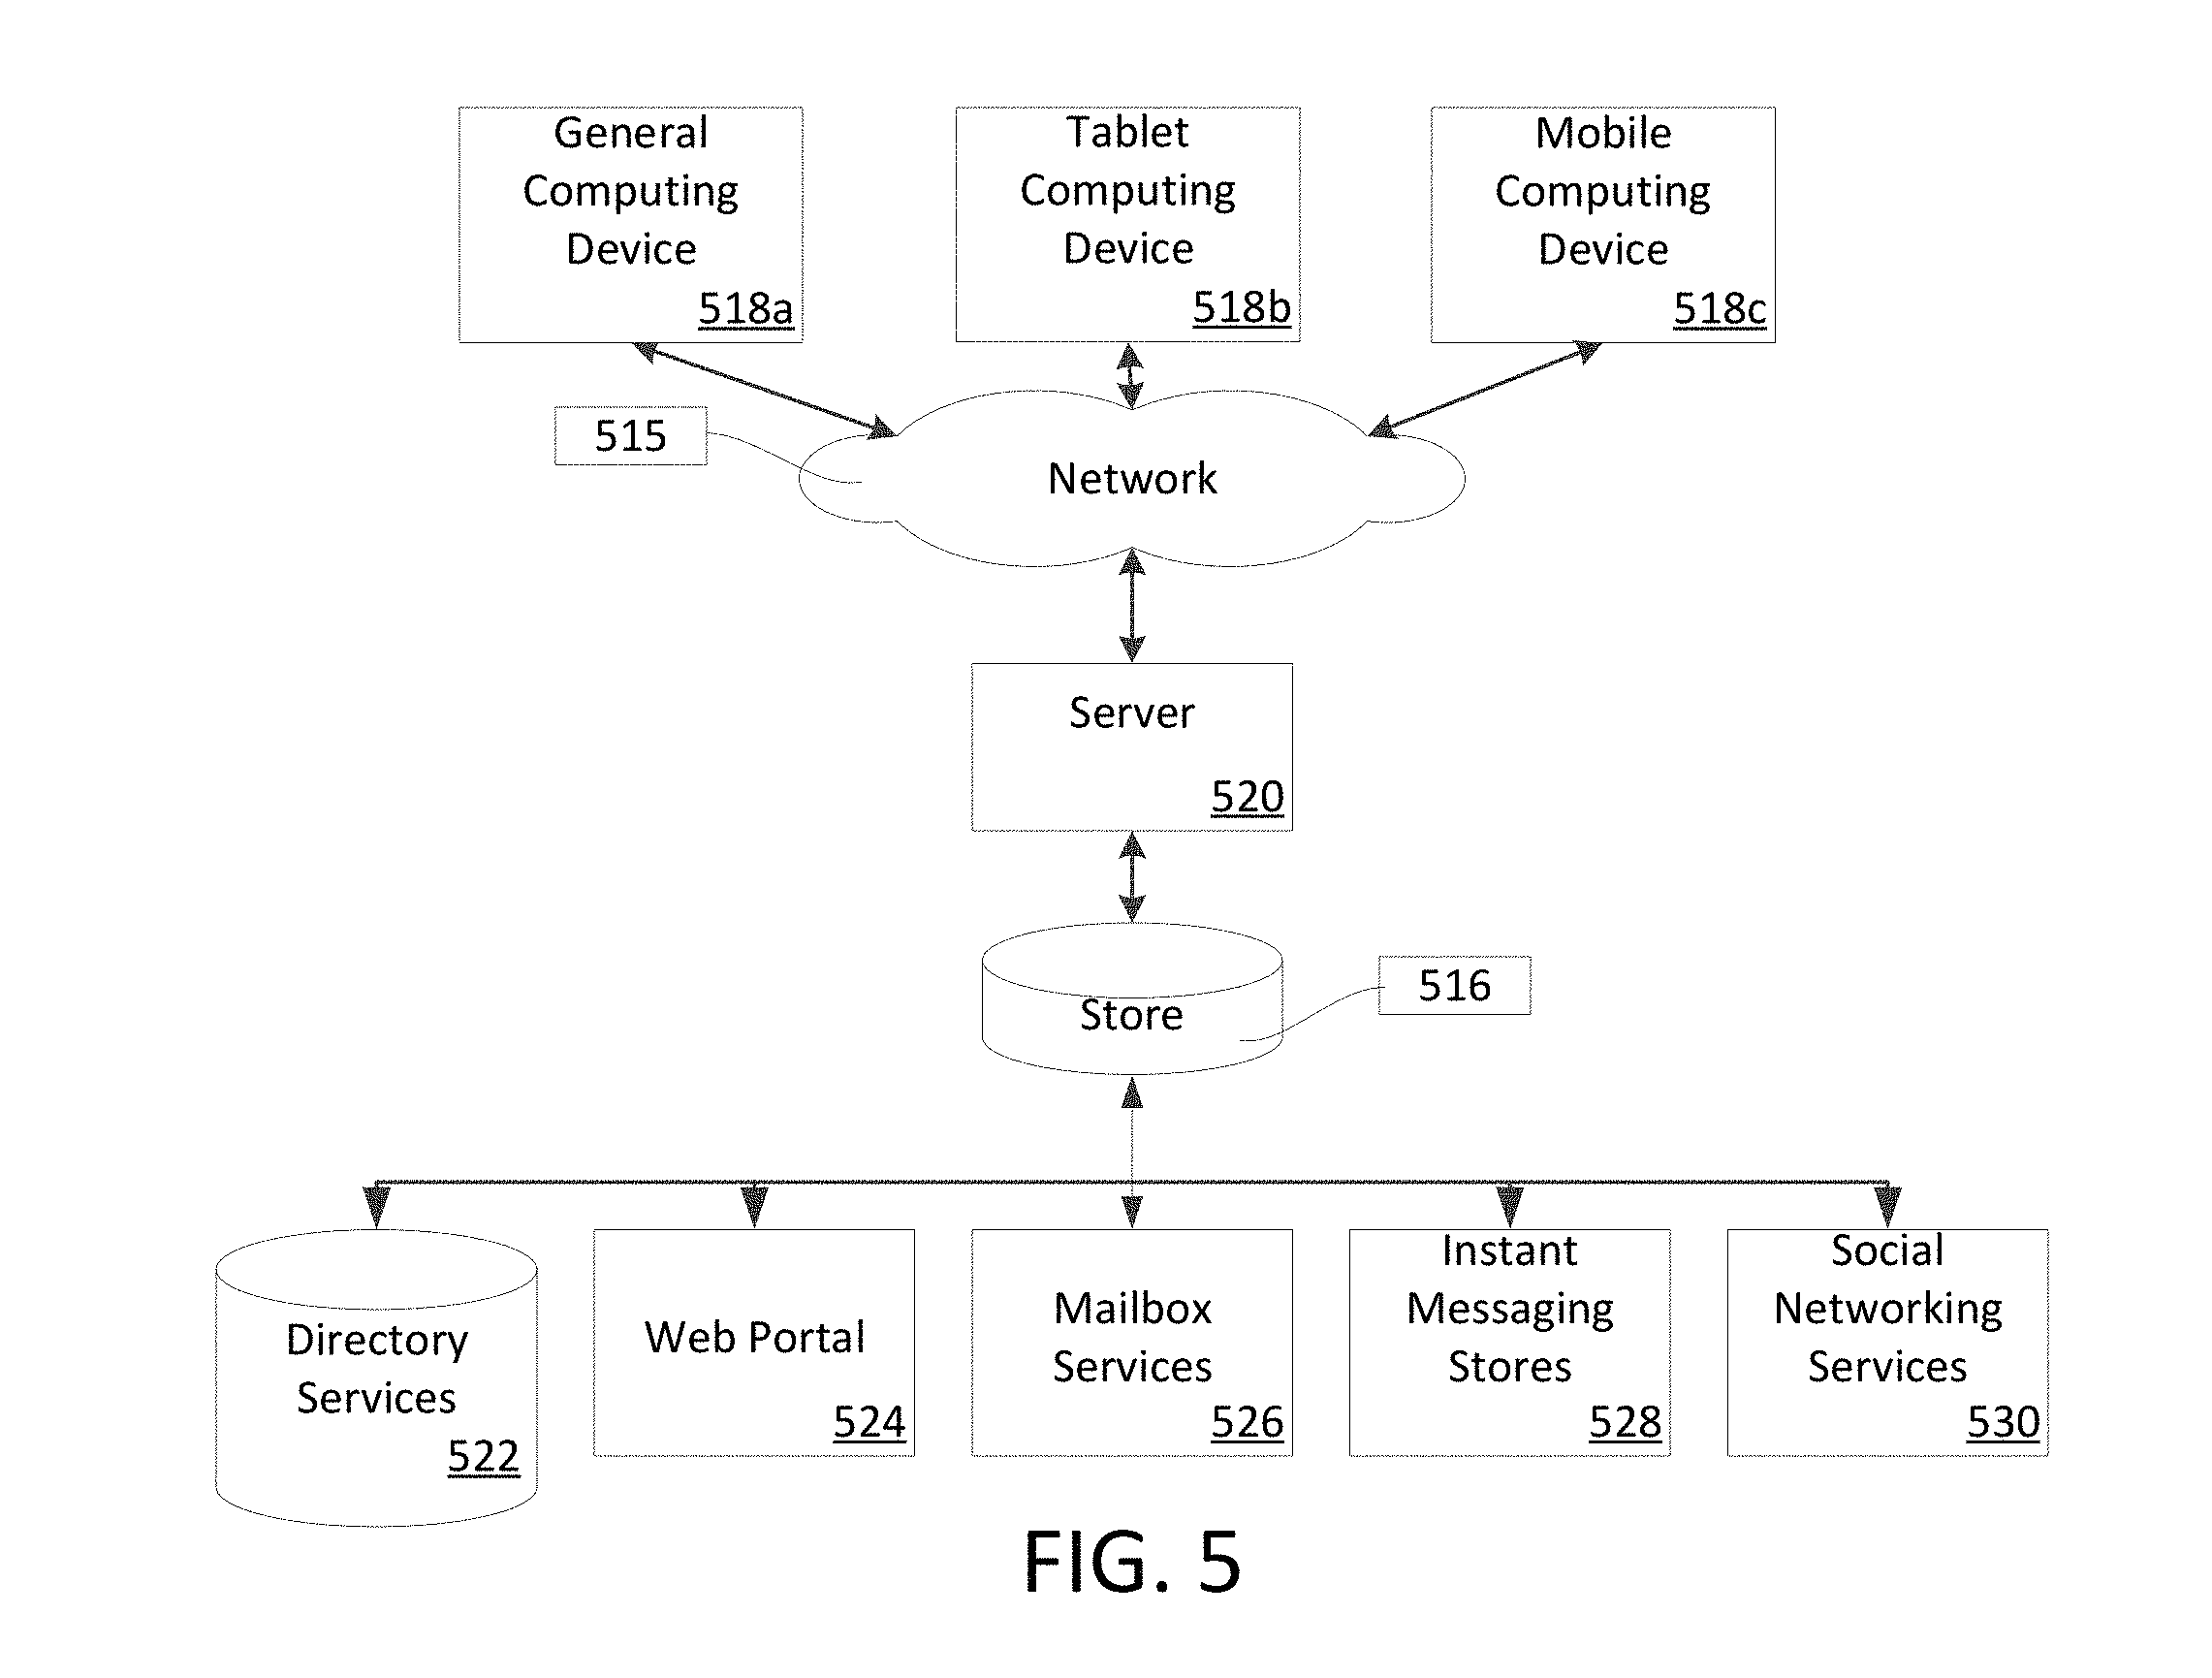 General
Computing
Device
518a
Tablet
Computing
Device
518b
Mobile
Computing
Device
518c
515
Network
Server
520
Store
516
Directory
Services
522
Web Portal
524
Mailbox
Services
526
Instant
Messaging
Stores
528
Social
Networking
Services
530
FIG. 5